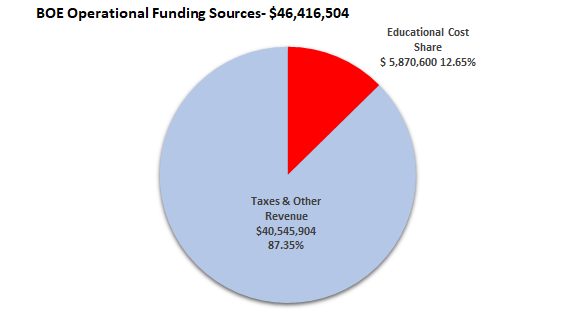 BOE Operational Funding Sources- $46,416,504
Educational Cost
Share
$ 5,870,600 12.65%
Taxes & Other
Revenue
$40,545,904
87.35%